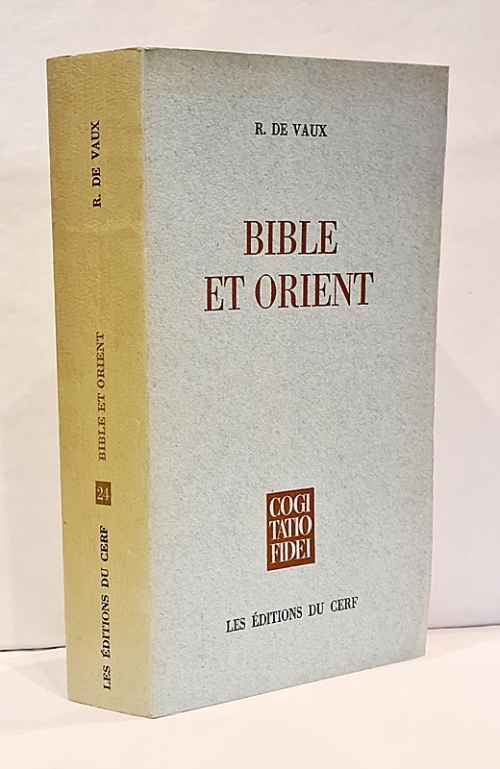 R. DE VAUX
BIBLE
ET ORIENT
COGI
TATIO
FIDEI
LES ÉDITIONS DU CERF
R. DE VAUX
BIBLE ET ORIENT
24
LES ÉDITIONS DU CERF